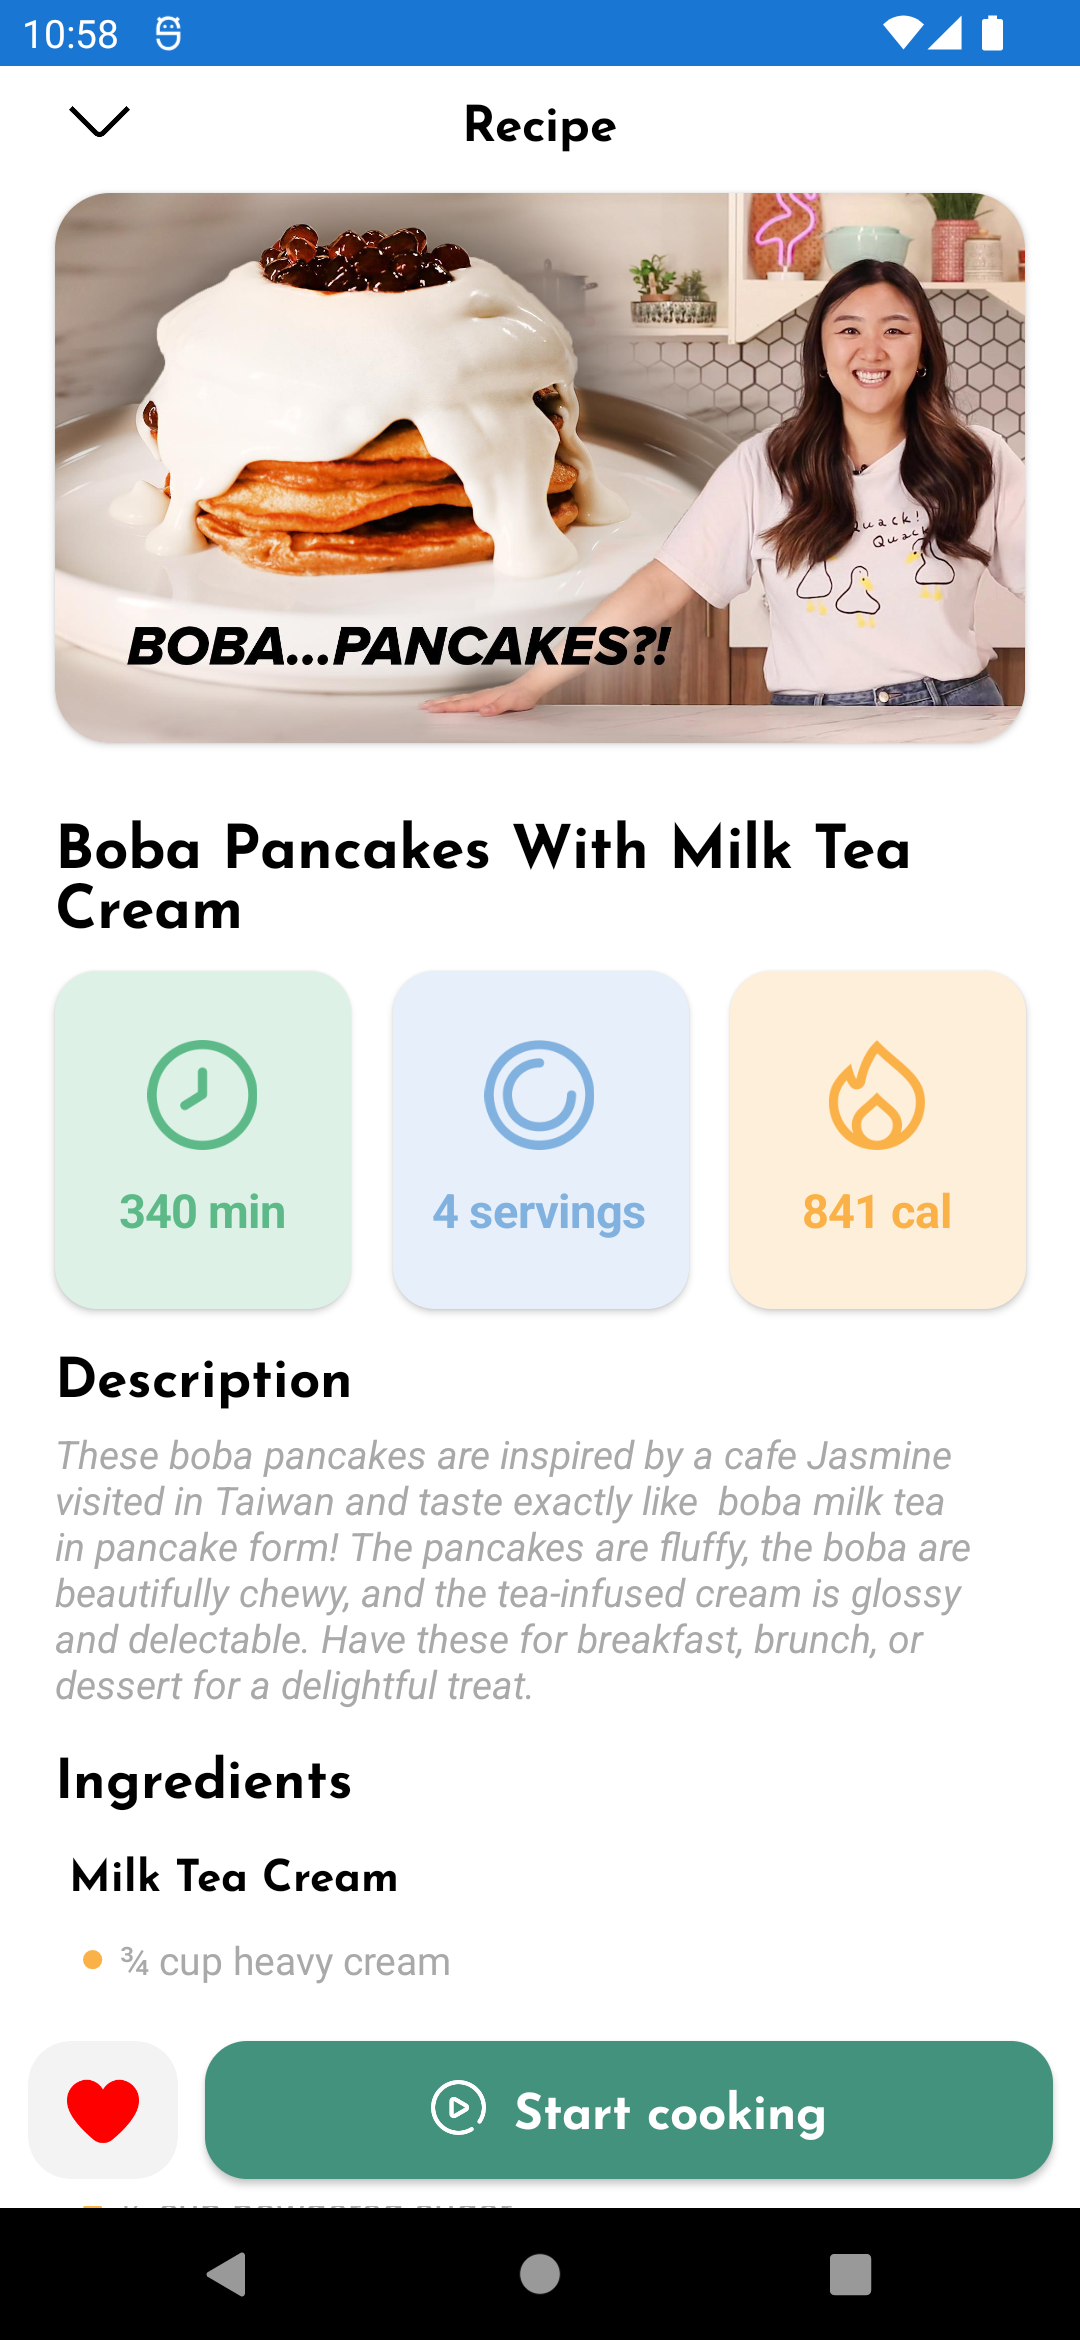 10:58
Recipe
Quack!
Quack
BOBA...PANCAKES?!
Boba Pancakes With Milk Tea
Cream
340 min
4 servings
841 cal
Description
These boba pancakes are inspired by a cafe Jasmine
visited in Taiwan and taste exactly like  boba milk tea
in pancake form! The pancakes are fluffy, the boba are
beautifully chewy, and the tea-infused cream is glossy
and delectable. Have these for breakfast, brunch, or
dessert for a delightful treat.
Ingredients
Milk Tea Cream
¾ cup heavy cream
Start cooking